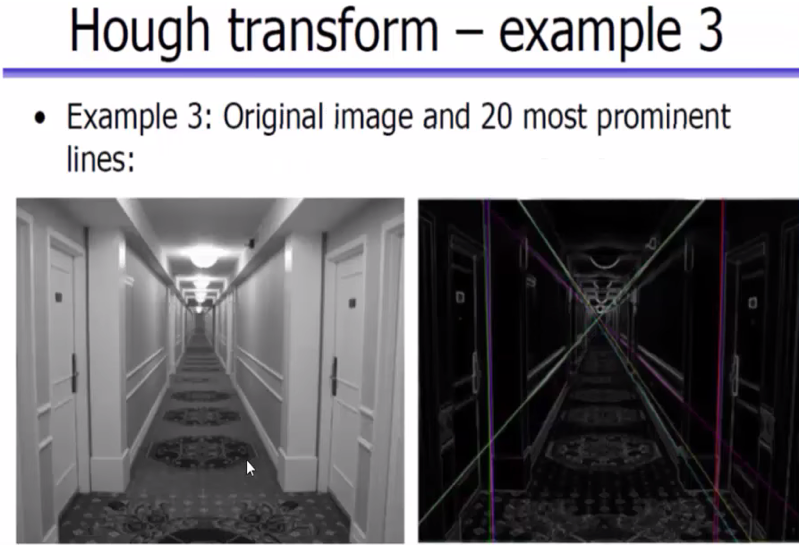 Hough transform – example 3
• Example 3: Original image and 20 most prominent
lines: